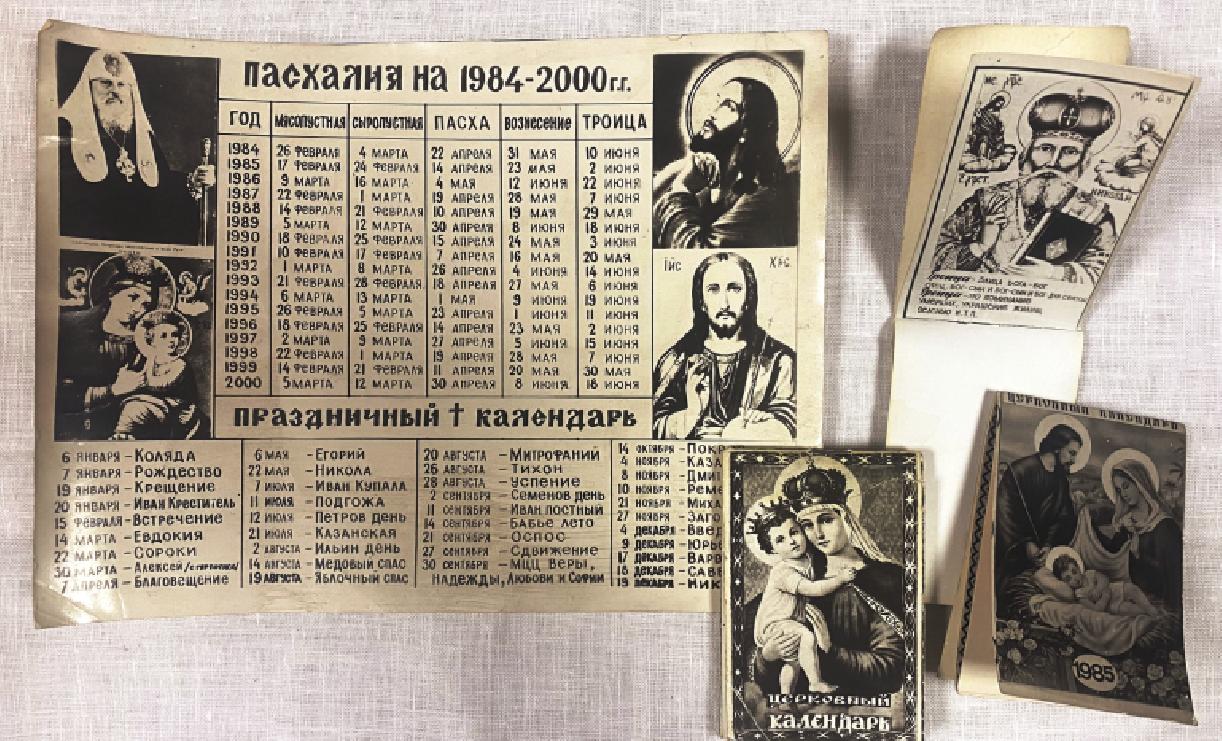 ПАСХАЛИЯ НА 1984-2000 г.г.
ГОД МЯСОПУСТНАЯ СЫРОПУСТНАЯ ПАСХА ВОЗНЕСЕНИЕ ТРОИЦА
1984 26 ФЕВРАЛЯ 4 МАРТА 22 АПРЕЛЯ 31 МАЯ 10 ИЮНЯ
1985 17 ФЕВРАЛЯ 24 ФЕВРАЛЯ 14 АПРЕЛЯ 23 МАЯ 2 ИЮНЯ
1986 9 МАРТА 16 МАРТА 4 МАЯ 12 ИЮНЯ 22 ИЮНЯ
1987 22 ФЕВРАЛЯ 1 МАРТА 19 АПРЕЛЯ 28 МАЯ 7 ИЮНЯ
1988 14 ФЕВРАЛЯ 21 ФЕВРАЛЯ 10 АПРЕЛЯ 19 МАЯ 29 МАЯ
1989 5 МАРТА 12 МАРТА 30 АПРЕЛЯ 8 ИЮНЯ 18 ИЮНЯ
1990 18 ФЕВРАЛЯ 25 ФЕВРАЛЯ 15 АПРЕЛЯ 24 МАЯ 3 ИЮНЯ
1991 10 ФЕВРАЛЯ 17 ФЕВРАЛЯ 7 АПРЕЛЯ 16 МАЯ 20 МАЯ
1992 1 МАРТА 8 МАРТА 26 АПРЕЛЯ 4 ИЮНЯ 14 ИЮНЯ
1993 21 ФЕВРАЛЯ 28 ФЕВРАЛЯ 18 АПРЕЛЯ 27 МАЯ 6 ИЮНЯ
1994 6 МАРТА 13 МАРТА 1 МАЯ 9 ИЮНЯ 19 ИЮНЯ
1995 26 ФЕВРАЛЯ 5 МАРТА 23 АПРЕЛЯ 1 ИЮНЯ 11 ИЮНЯ
1996 18 ФЕВРАЛЯ 25 ФЕВРАЛЯ 14 АПРЕЛЯ 23 МАЯ 2 ИЮНЯ
1997 2 МАРТА 9 МАРТА 27 АПРЕЛЯ 5 ИЮНЯ 15 ИЮНЯ
1998 22 ФЕВРАЛЯ 1 МАРТА 19 АПРЕЛЯ 28 МАЯ 7 ИЮНЯ
1999 14 ФЕВРАЛЯ 21 ФЕВРАЛЯ 11 АПРЕЛЯ 20 МАЯ 30 МАЯ
2000 5 МАРТА 12 МАРТА 30 АПРЕЛЯ 8 ИЮНЯ 18 ИЮНЯ
ПРАЗДНИЧНЫЙ † КАЛЕНДАРЬ
6 ЯНВАРЯ - КОЛЯДА
7 ЯНВАРЯ - РОЖДЕСТВО
19 ЯНВАРЯ - КРЕЩЕНИЕ
20 ЯНВАРЯ - ИВАН КРЕСТИТЕЛЬ
15 ФЕВРАЛЯ - ВСТРЕЧЕНИЕ
14 МАРТА - ЕВДОКИЯ
22 МАРТА - СОРОКИ
30 МАРТА - АЛЕКСЕЙ
7 АПРЕЛЯ - БЛАГОВЕЩЕНИЕ
6 МАЯ - ЕГОРИЙ
22 МАЯ - НИКОЛА
7 ИЮЛЯ - ИВАН КУПАЛА
11 ИЮЛЯ - ПОДГОЖА
12 ИЮЛЯ - ПЕТРОВ ДЕНЬ
21 ИЮЛЯ - КАЗАНСКАЯ
2 АВГУСТА - ИЛЬИН ДЕНЬ
14 АВГУСТА - МЕДОВЫЙ СПАС
19 АВГУСТА - ЯБЛОЧНЫЙ СПАС
20 АВГУСТА - МИТРОФАНИЙ
26 АВГУСТА - ТИХОН
28 АВГУСТА - УСПЕНИЕ
2 СЕНТЯБРЯ - СЕМЕНОВ ДЕНЬ
11 СЕНТЯБРЯ - ИВАН ПОСТНЫЙ
14 СЕНТЯБРЯ - БАБЬЕ ЛЕТО
21 СЕНТЯБРЯ - ОСПОС
27 СЕНТЯБРЯ - СДВИЖЕНИЕ
30 СЕНТЯБРЯ - МЦЦ ВЕРЫ,
НАДЕЖДЫ, ЛЮБОВИ И СОФИИ
14 ОКТЯБРЯ - ПОКР
4 НОЯБРЯ - КАЗА
8 НОЯБРЯ - ДМИ
10 НОЯБРЯ - РЕМЕ
21 НОЯБРЯ - МИХА
27 НОЯБРЯ - ЗАГО
4 ДЕКАБРЯ - ВВЕД
9 ДЕКАБРЯ - ЮРЬЕ
17 ДЕКАБРЯ - ВАРВ
18 ДЕКАБРЯ - САВВ
19 ДЕКАБРЯ - НИК
ІИС ХРС
ЦЕРКОВНЫЙ
КАЛЕНДАРЬ
ЦЕРКОВНЫЙ КАЛЕНДАРЬ
1985